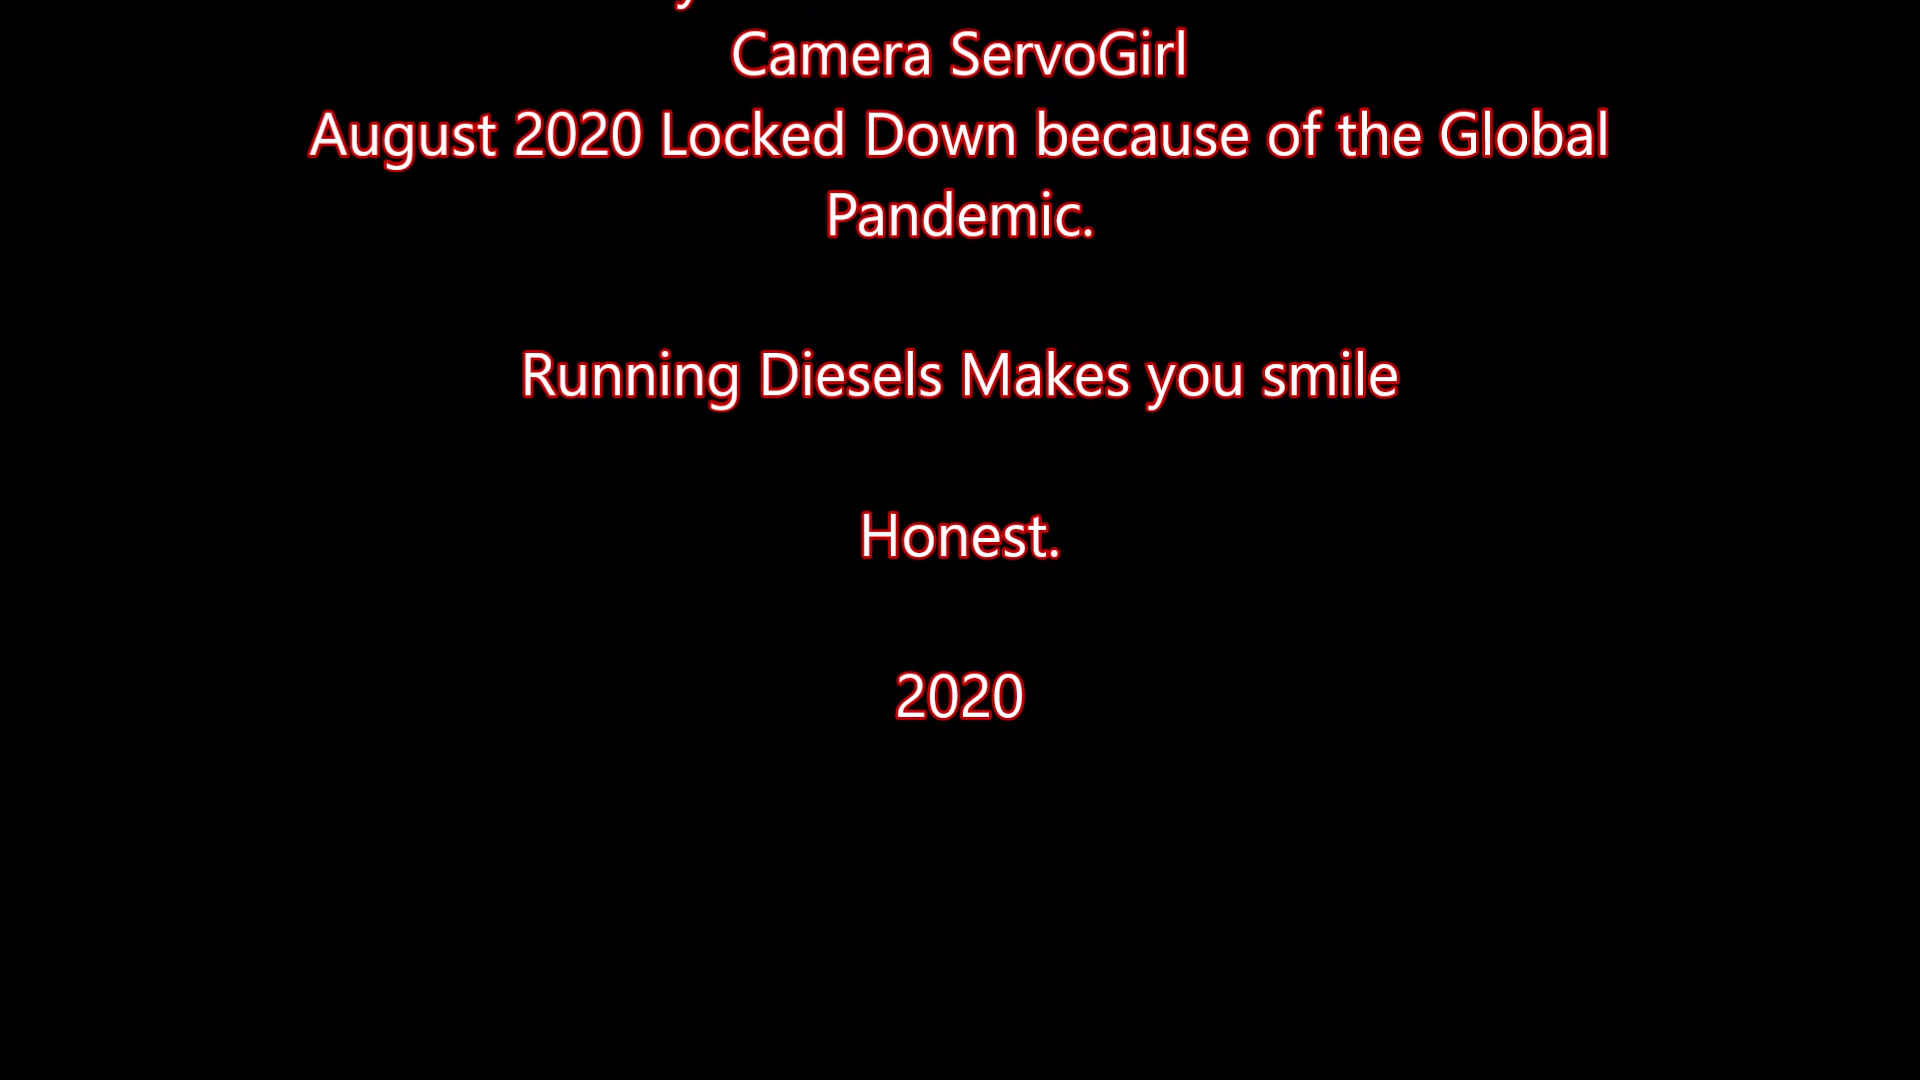 Camera ServoGirl
August 2020 Locked Down because of the Global
Pandemic.
Running Diesels Makes you smile
Honest.
2020